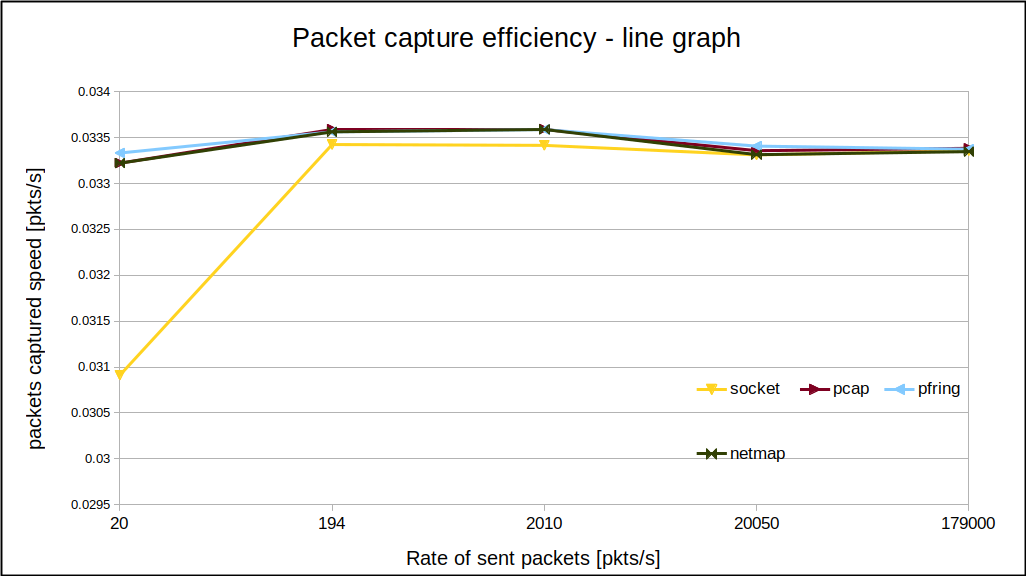 Packet capture efficiency - line graph
0.034
0.0335
0.033
0.0325
0.032
0.0315
0.031
0.0305
0.03
0.0295
packets captured speed [pkts/s]
socket pcap pfring
netmap
20 194 2010 20050 179000
Rate of sent packets [pkts/s]